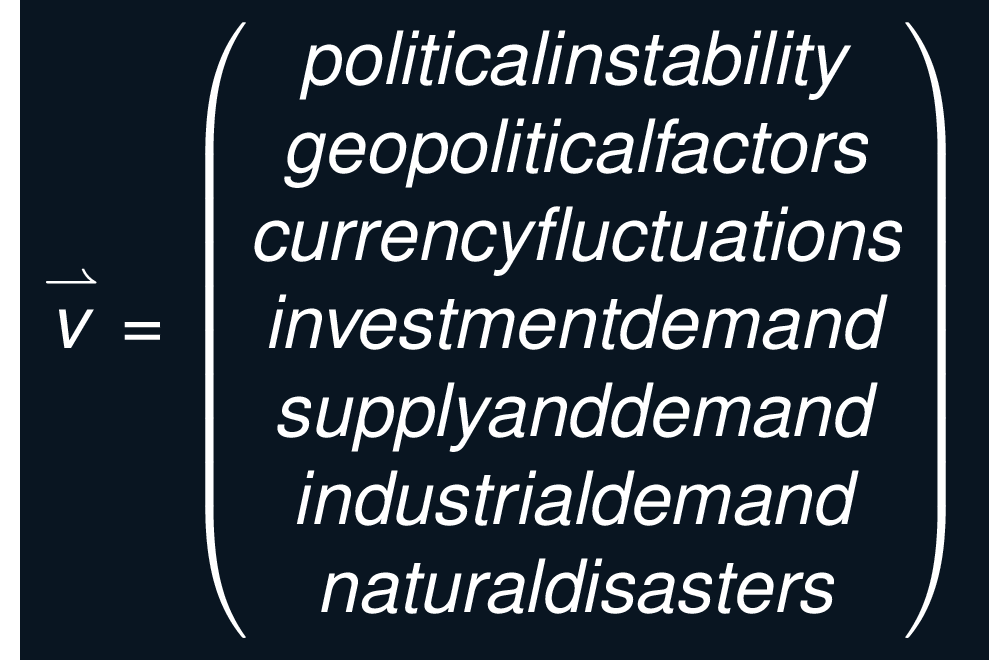 politicalinstability
geopoliticalfactors
currencyfluctuations
v⃗ = investmentdemand
supplyanddemand
industrialdemand
naturaldisasters